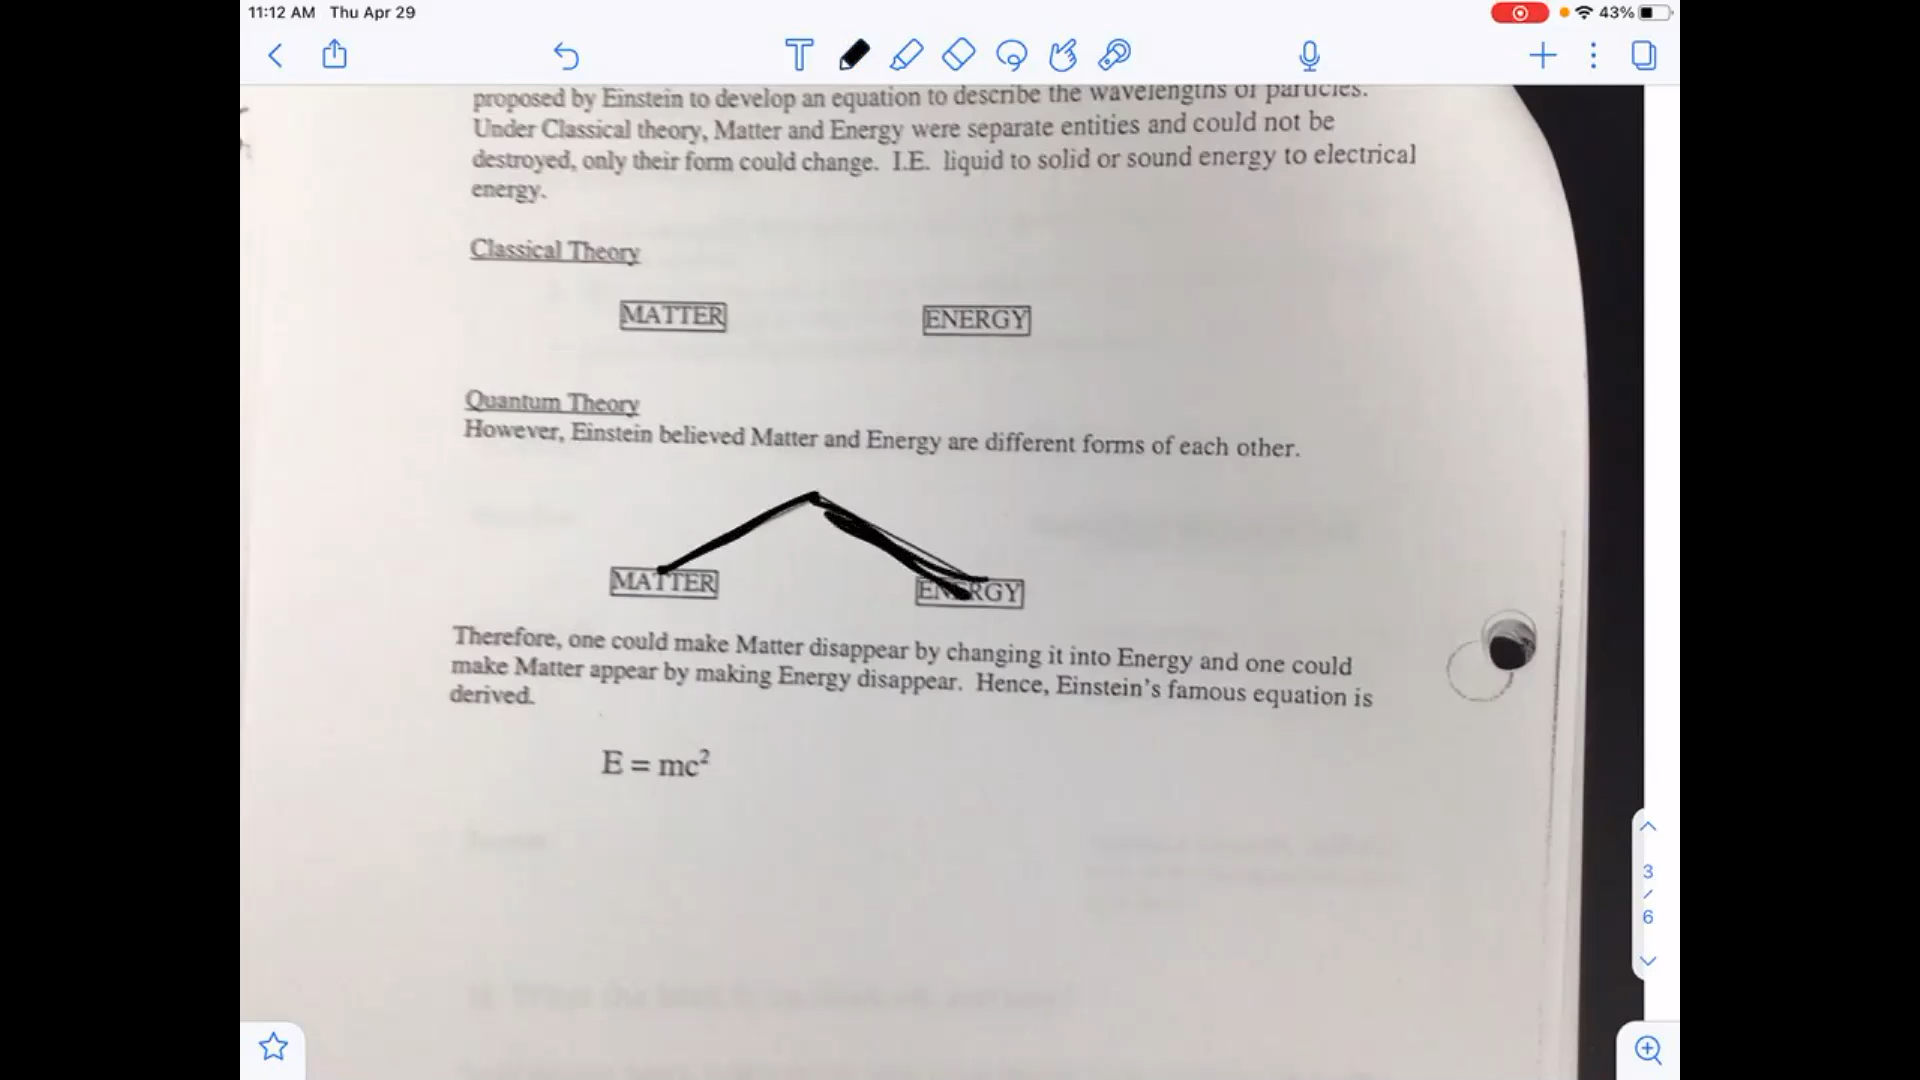 11:12 AM Thu Apr 29
43%
proposed by Einstein to develop an equation to describe the wavelengths of particles.
Under Classical theory, Matter and Energy were separate entities and could not be
destroyed, only their form could change. I.E. liquid to solid or sound energy to electrical
energy.
Classical Theory
MATTER ENERGY
Quantum Theory
However, Einstein believed Matter and Energy are different forms of each other.
MATTER ENERGY
Therefore, one could make Matter disappear by changing it into Energy and one could
make Matter appear by making Energy disappear. Hence, Einstein's famous equation is
derived.
E = mc²
3
/
6